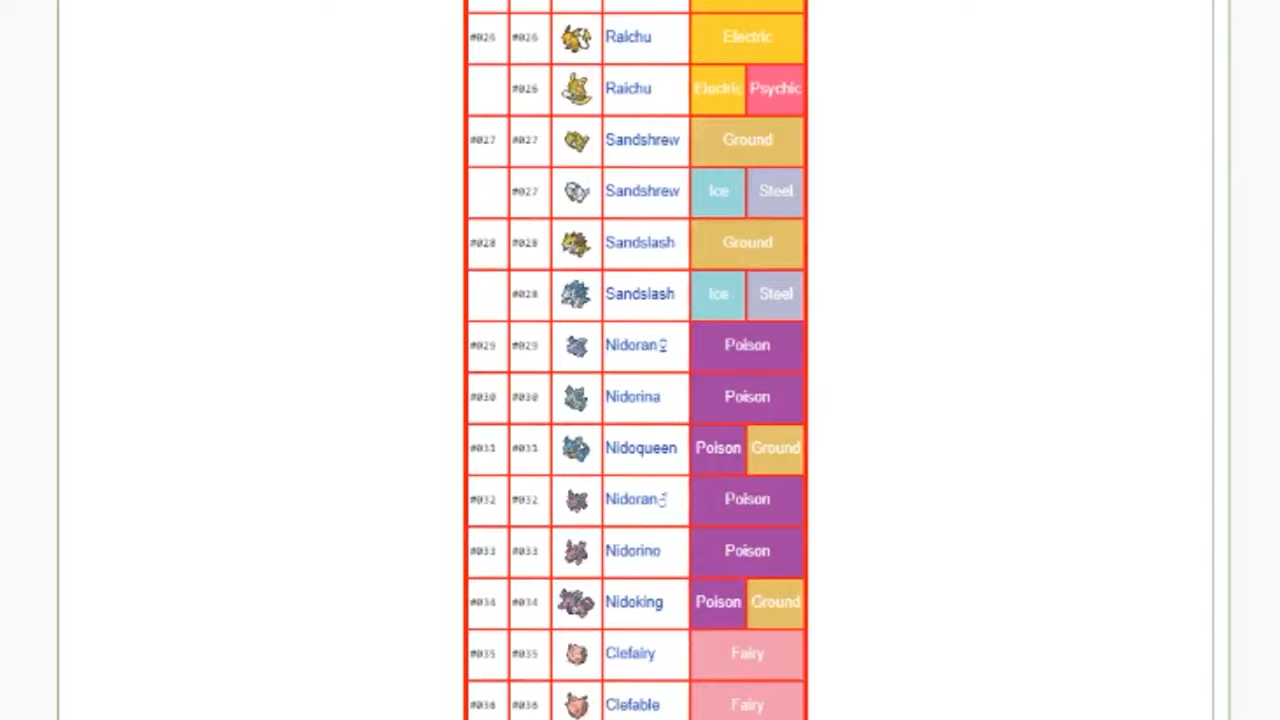 #026 #026 Raichu Electric
#026 Raichu Electric Psychic
#027 #027 Sandshrew Ground
#027 Sandshrew Ice Steel
#028 #028 Sandslash Ground
#028 Sandslash Ice Steel
#029 #029 Nidoran♀ Poison
#030 #030 Nidorina Poison
#031 #031 Nidoqueen Poison Ground
#032 #032 Nidoran♂ Poison
#033 #033 Nidorino Poison
#034 #034 Nidoking Poison Ground
#035 #035 Clefairy Fairy
#036 #036 Clefable Fairy